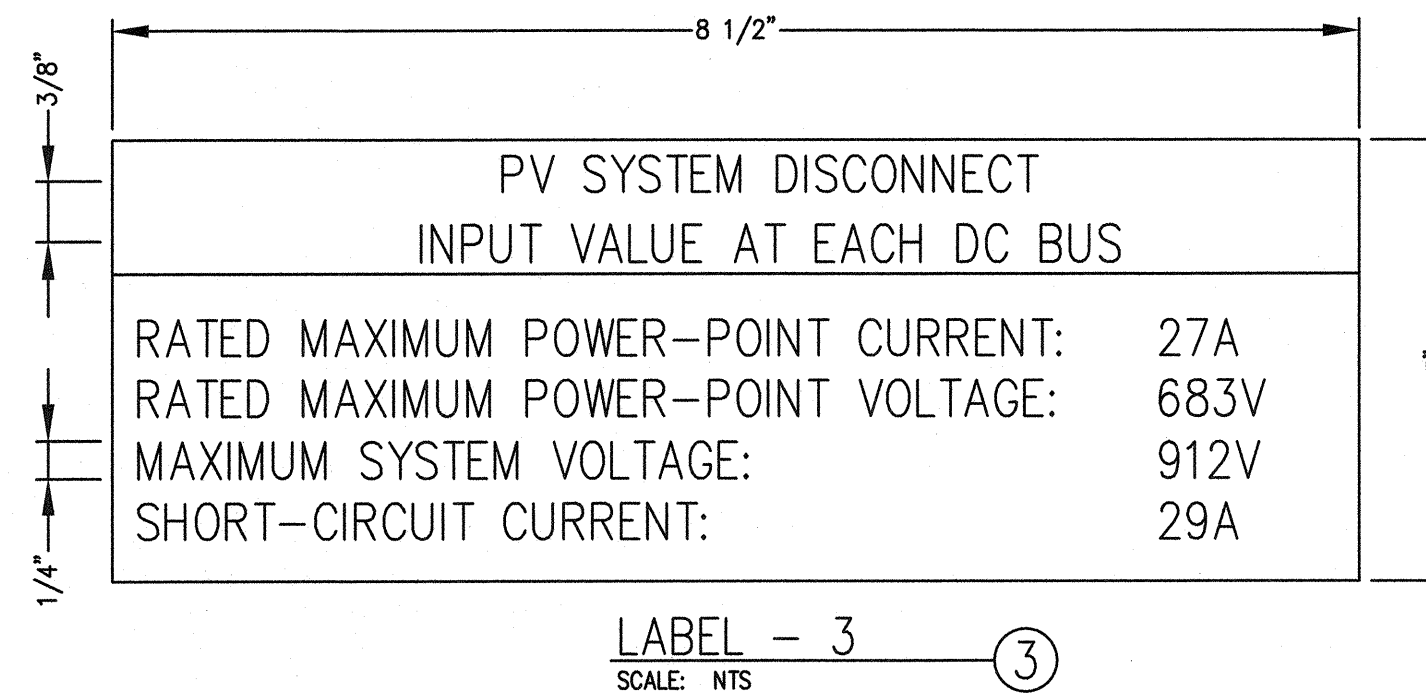 8 1/2"
3/8"
PV SYSTEM DISCONNECT
INPUT VALUE AT EACH DC BUS
RATED MAXIMUM POWER-POINT CURRENT: 27A
RATED MAXIMUM POWER-POINT VOLTAGE: 683V
MAXIMUM SYSTEM VOLTAGE: 912V
SHORT-CIRCUIT CURRENT: 29A
1/4"
LABEL - 3
3
SCALE: NTS